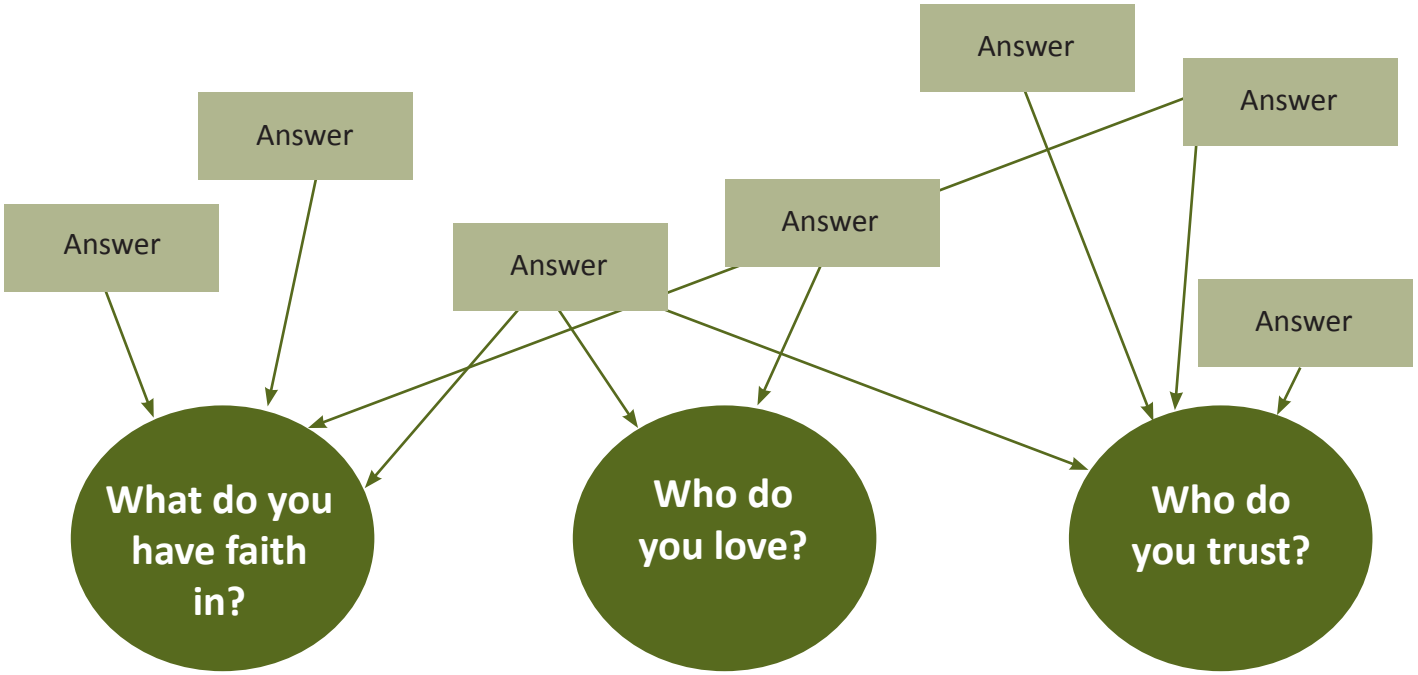 Answer
Answer
Answer
Answer
Answer
Answer
Answer
What do you
have faith
in?
Who do
you love?
Who do
you trust?